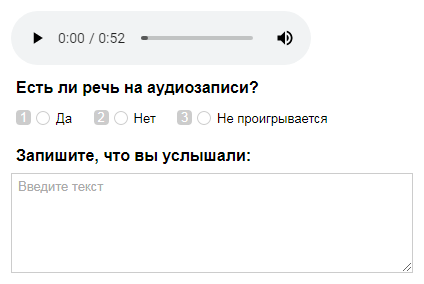 0:00 / 0:52
Есть ли речь на аудиозаписи?
1 Да 2 Нет 3 Не проигрывается
Запишите, что вы услышали:
Введите текст